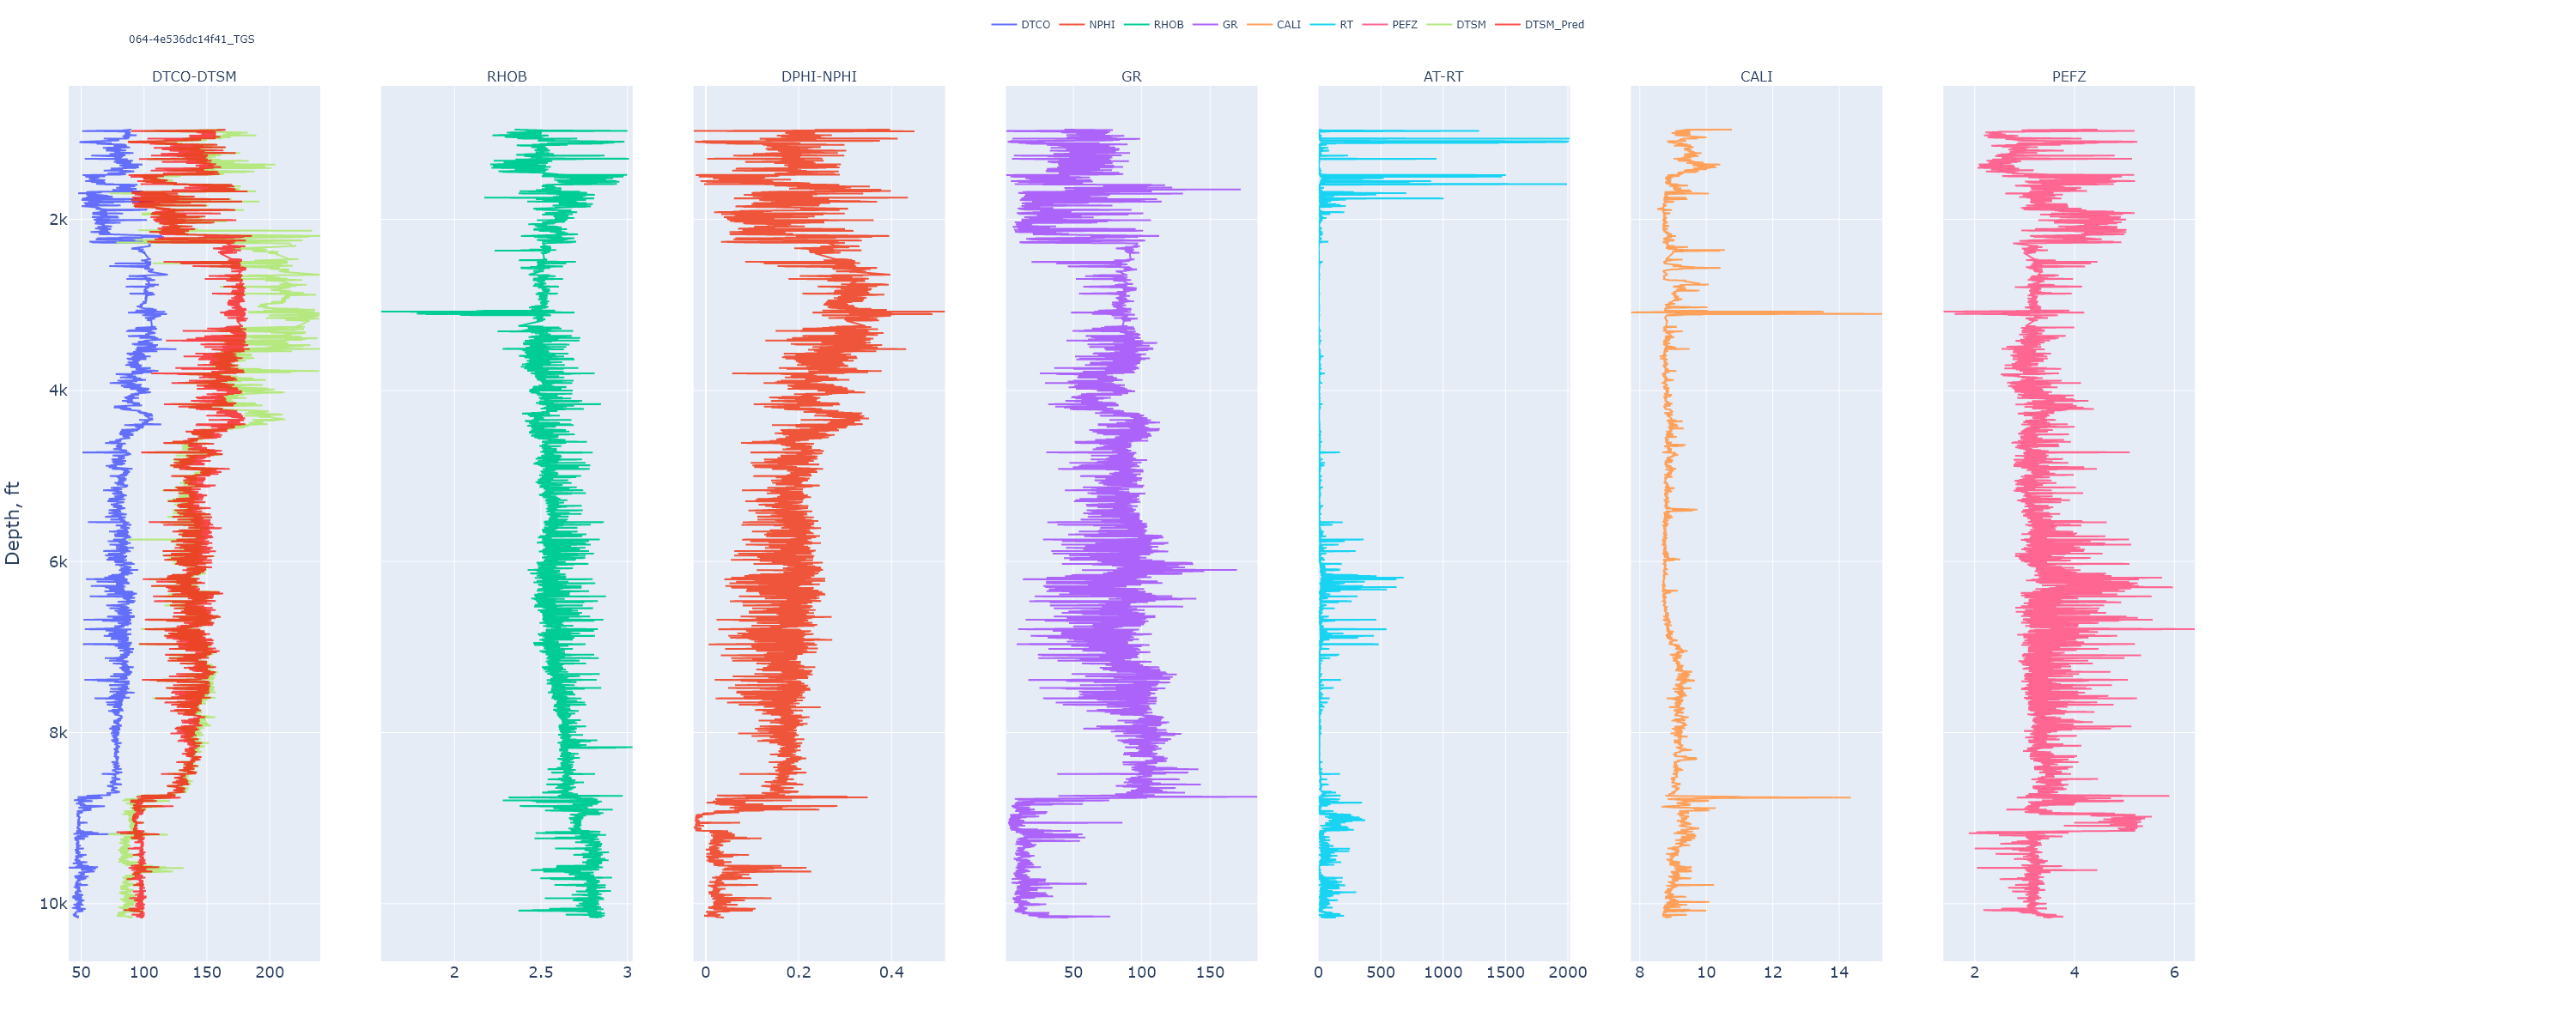 DTCO NPHI RHOB GR CALI RT PEFZ DTSM DTSM_Pred
064-4e536dc14f41_TGS
DTCO-DTSM RHOB DPHI-NPHI GR AT-RT CALI PEFZ
2k
4k
6k
8k
10k
Depth, ft
50 100 150 200 2 2.5 3 0 0.2 0.4 50 100 150 0 500 1000 1500 2000 8 10 12 14 2 4 6